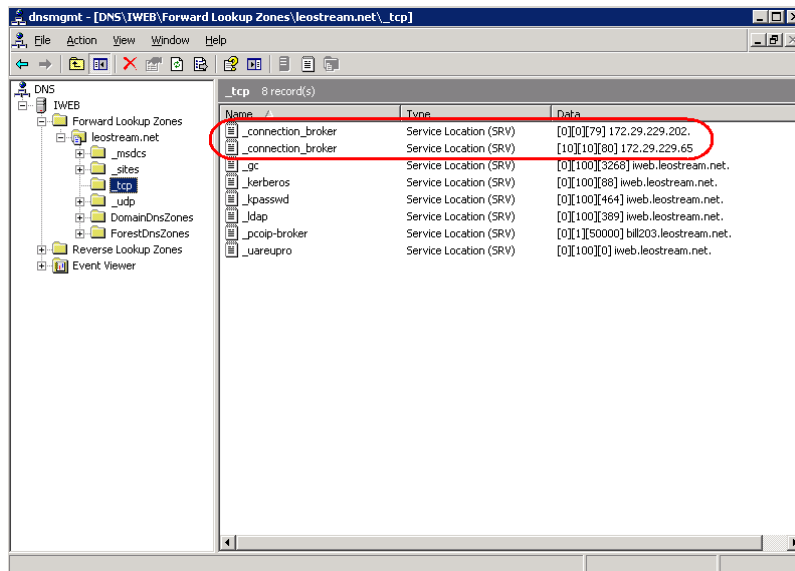 dnsmgmt - [DNS\IWEB\Forward Lookup Zones\leostream.net\_tcp]
File Action View Window Help
DNS
IWEB
Forward Lookup Zones
leostream.net
_msdcs
_sites
_tcp
_udp
DomainDnsZones
ForestDnsZones
Reverse Lookup Zones
Event Viewer
_tcp 8 record(s)
Name Type Data
_connection_broker Service Location (SRV) [0][0][79] 172.29.229.202.
_connection_broker Service Location (SRV) [10][10][80] 172.29.229.65
_gc Service Location (SRV) [0][100][3268] iweb.leostream.net.
_kerberos Service Location (SRV) [0][100][88] iweb.leostream.net.
_kpasswd Service Location (SRV) [0][100][464] iweb.leostream.net.
_ldap Service Location (SRV) [0][100][389] iweb.leostream.net.
_pcoip-broker Service Location (SRV) [0][1][50000] bill203.leostream.net.
_uareupro Service Location (SRV) [0][100][0] iweb.leostream.net.